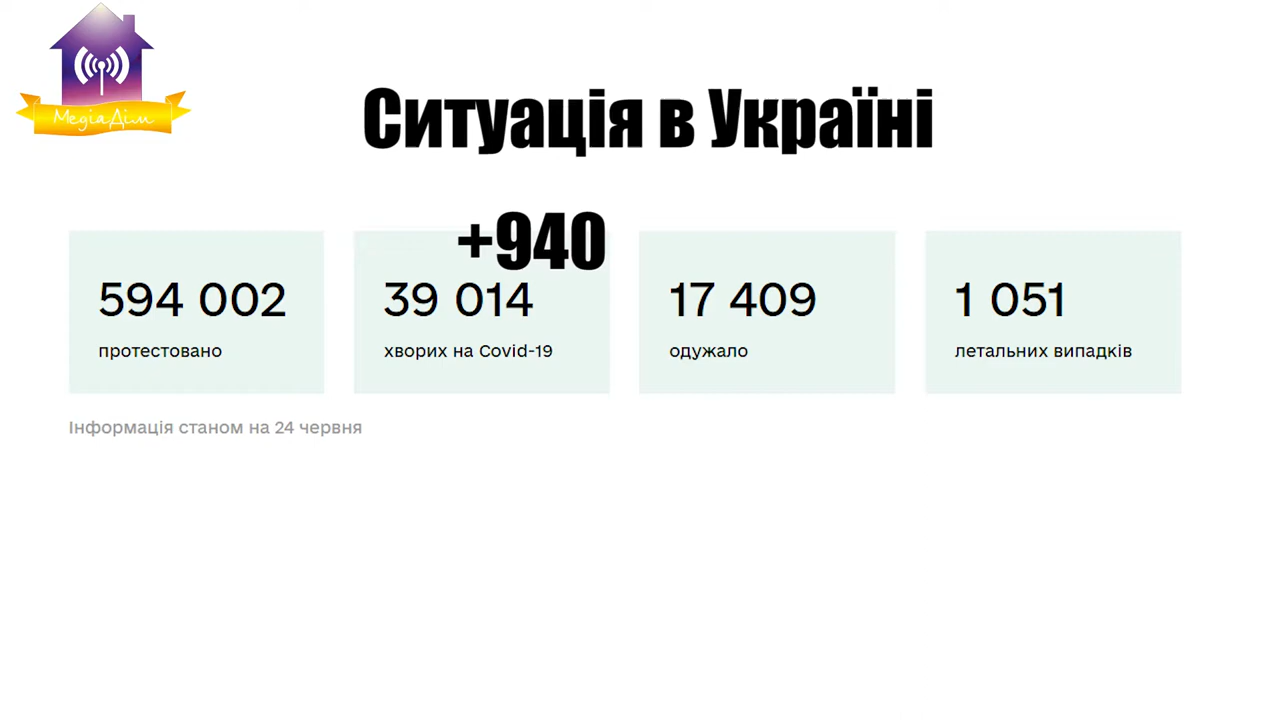 МедіаДім
Ситуація в Україні
+940
594 002
39 014
17 409
1 051
протестовано
хворих на Covid-19
одужало
летальних випадків
Інформація станом на 24 червня